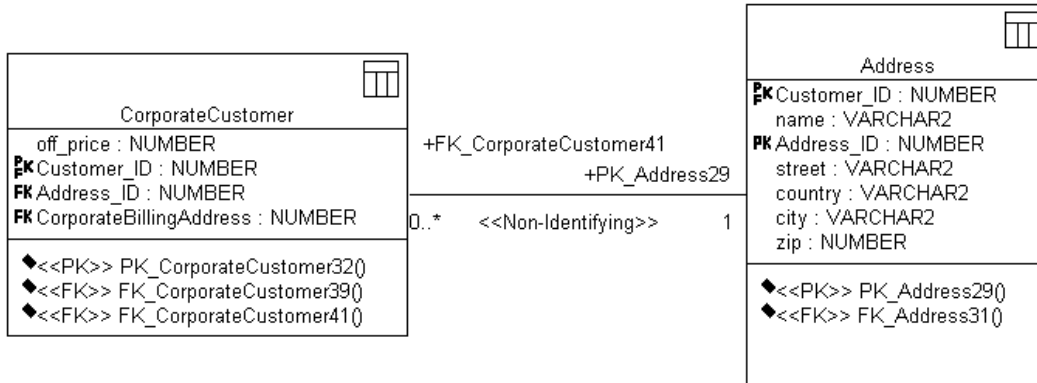 CorporateCustomer
off_price : NUMBER
PFK Customer_ID : NUMBER
FK Address_ID : NUMBER
FK CorporateBillingAddress : NUMBER
<<PK>> PK_CorporateCustomer32()
<<FK>> FK_CorporateCustomer39()
<<FK>> FK_CorporateCustomer41()
+FK_CorporateCustomer41
+PK_Address29
0..* <<Non-Identifying>> 1
Address
PFK Customer_ID : NUMBER
name : VARCHAR2
PK Address_ID : NUMBER
street : VARCHAR2
country : VARCHAR2
city : VARCHAR2
zip : NUMBER
<<PK>> PK_Address29()
<<FK>> FK_Address31()